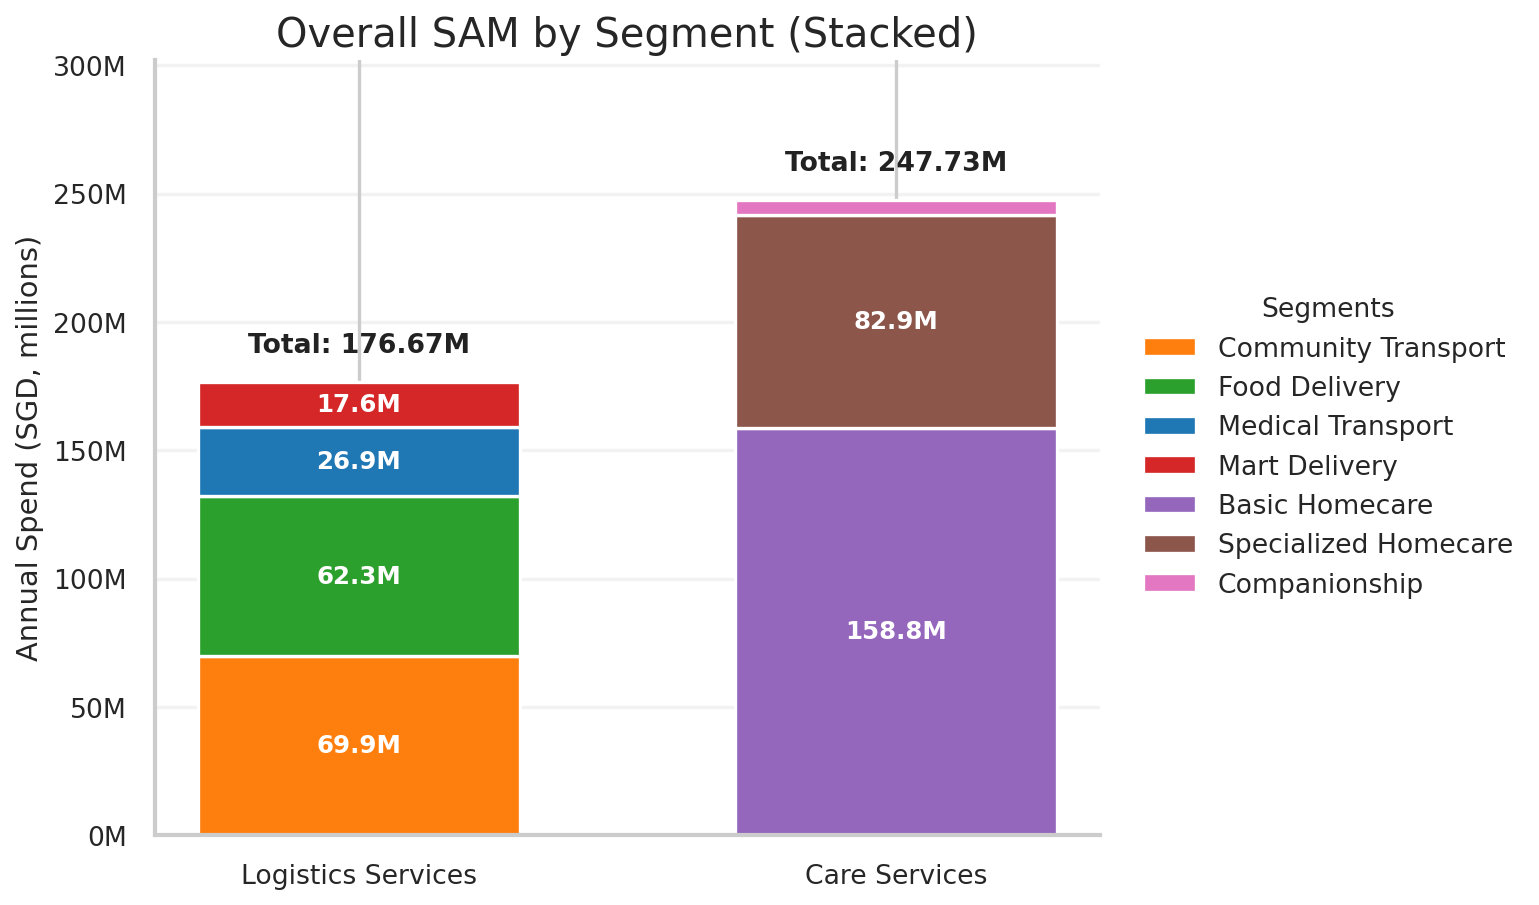 Overall SAM by Segment (Stacked)
Annual Spend (SGD, millions)
300M
250M
200M
150M
100M
50M
0M
Total: 176.67M
17.6M
26.9M
62.3M
69.9M
Logistics Services
Total: 247.73M
82.9M
158.8M
Care Services
Segments
Community Transport
Food Delivery
Medical Transport
Mart Delivery
Basic Homecare
Specialized Homecare
Companionship